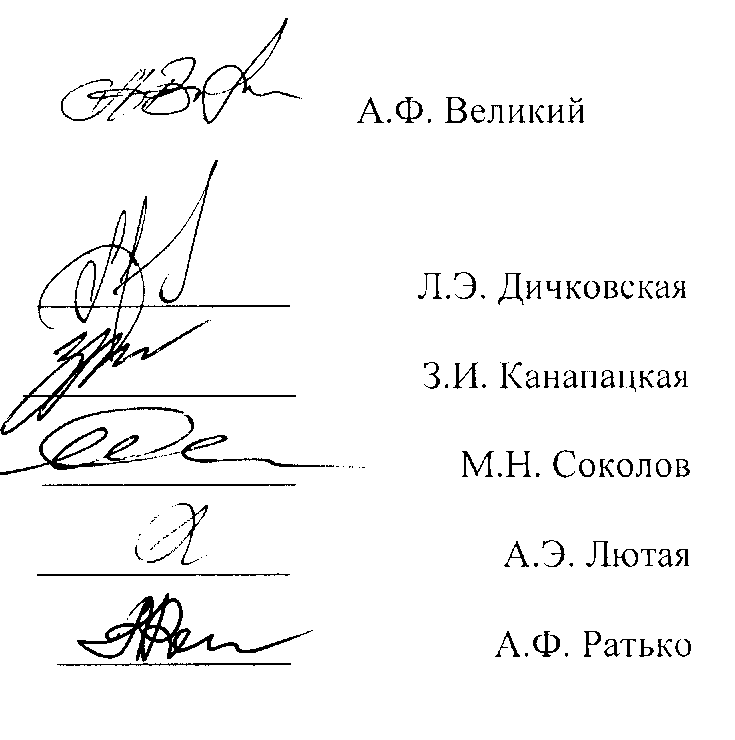 А.Ф. Великий
Л.Э. Дичковская
З.И. Канапацкая
М.Н. Соколов
А.Э. Лютая
А.Ф. Ратько